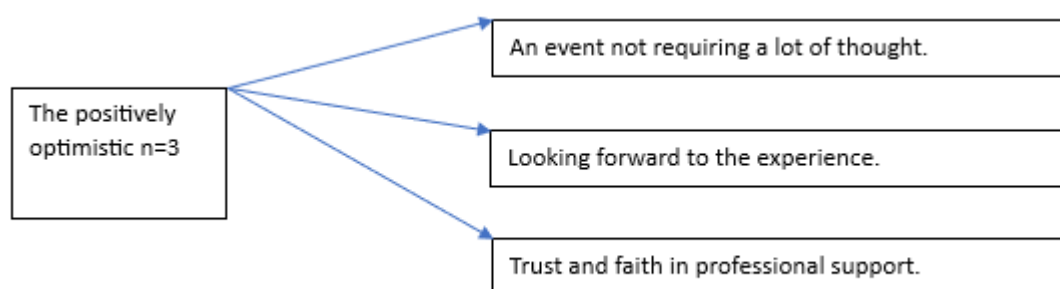 The positively
optimistic n=3
An event not requiring a lot of thought.
Looking forward to the experience.
Trust and faith in professional support.